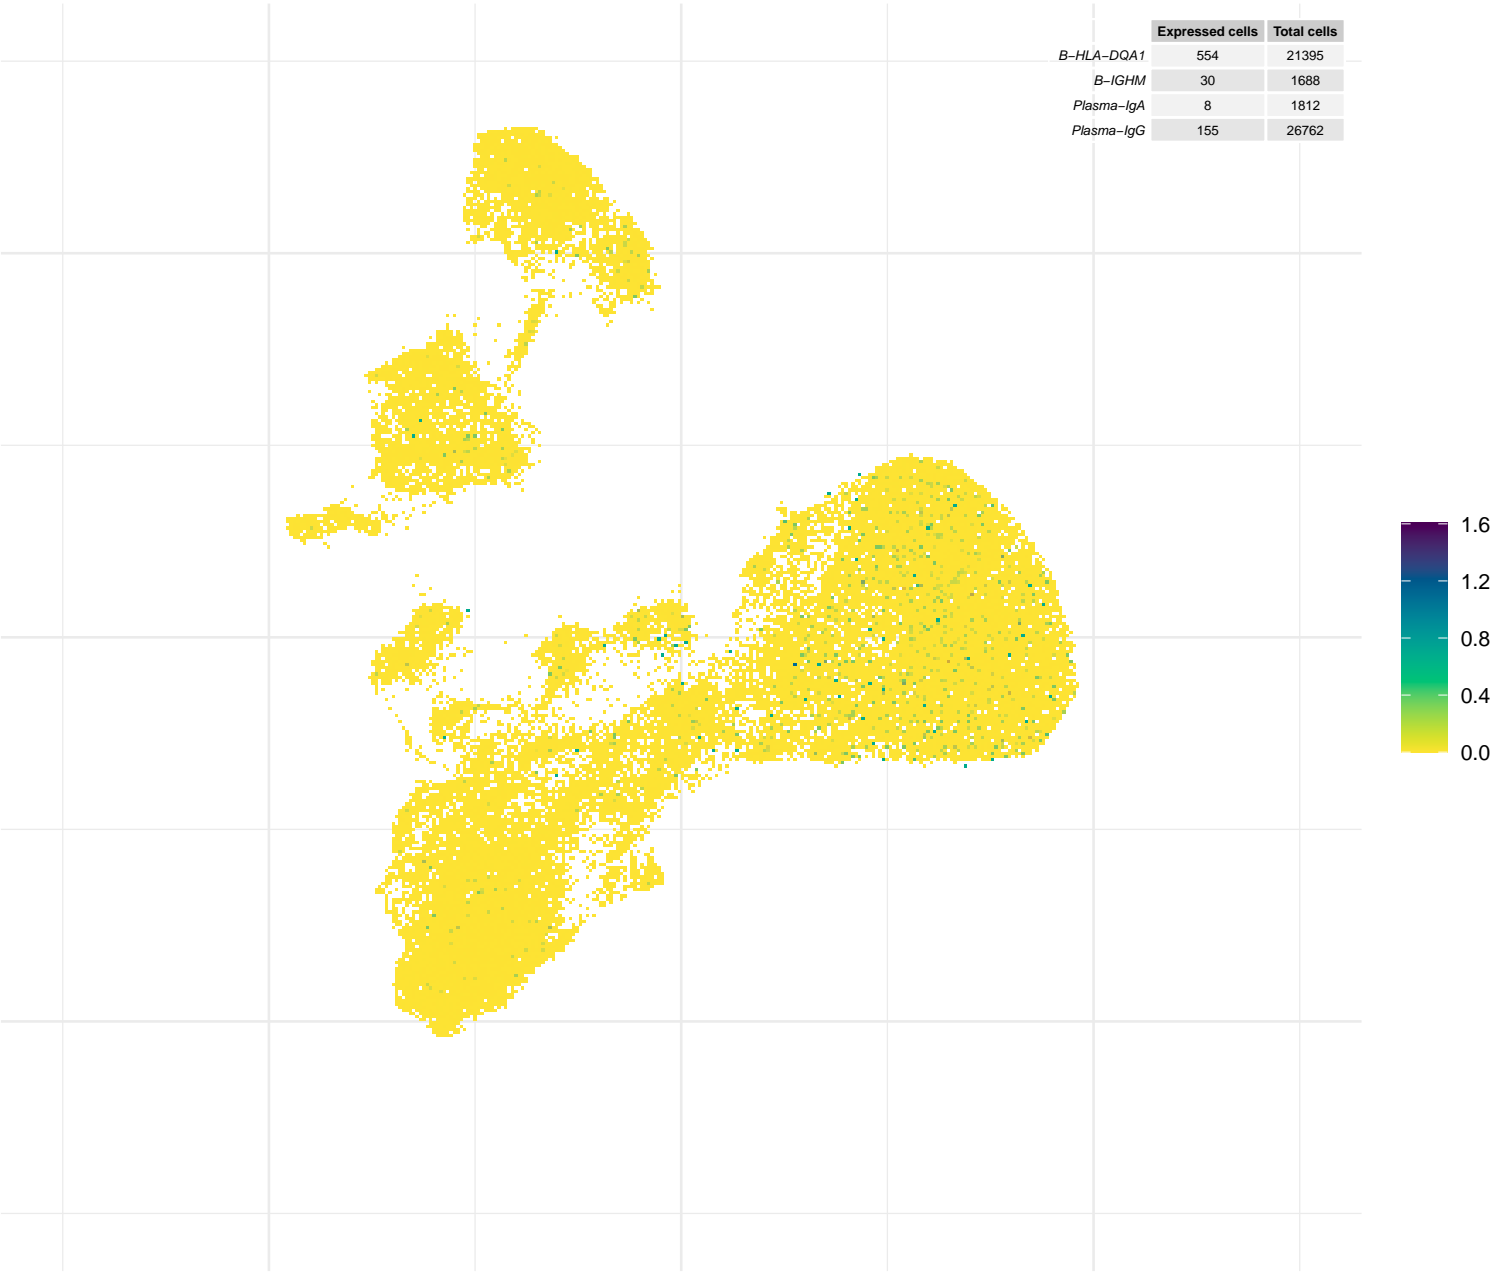 Expressed cells Total cells
B−HLA−DQA1 554 21395
B−IGHM 30 1688
Plasma−IgA 8 1812
Plasma−IgG 155 26762
1.6
1.2
0.8
0.4
0.0